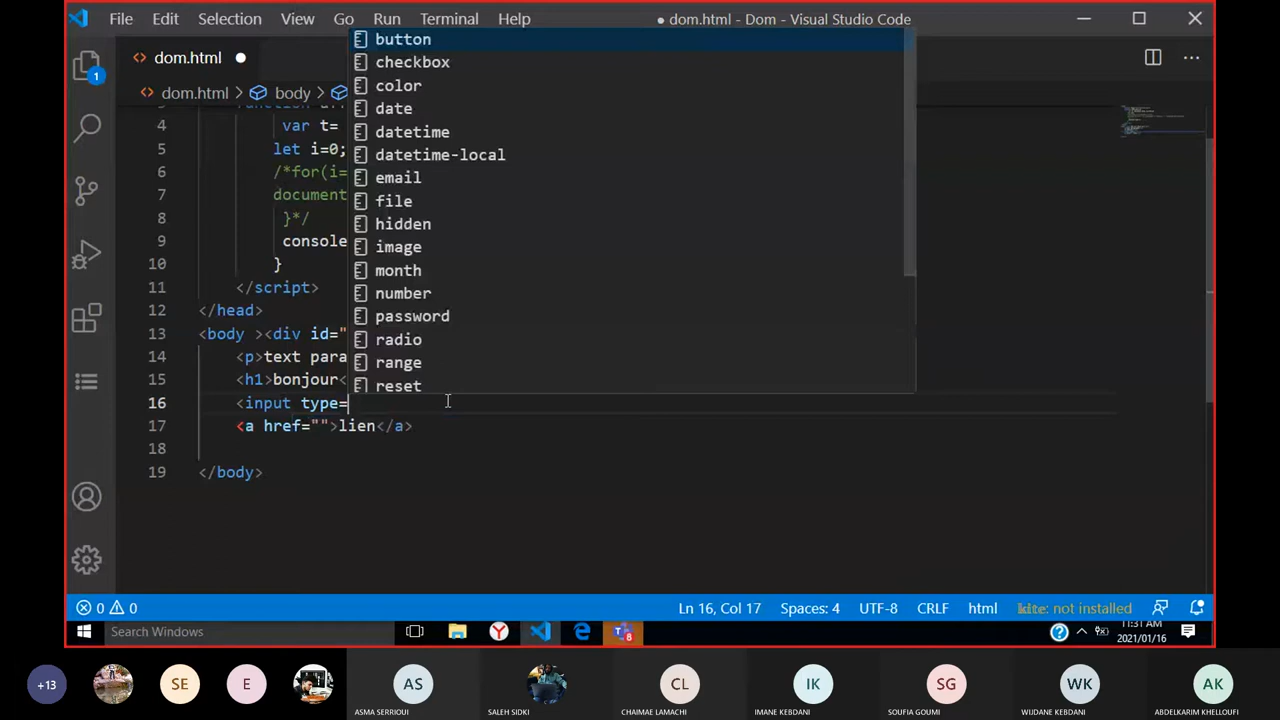 File Edit Selection View Go Run Terminal Help ● dom.html - Dom - Visual Studio Code
dom.html
dom.html > body >
button
checkbox
color
date
datetime
datetime-local
email
file
hidden
image
month
number
password
radio
range
reset
4 var t=
5 let i=0;
6 /*for(i=
7 document
8 }*/
9 console
10 }
11 </script>
12 </head>
13 <body ><div id="
14 <p>text para
15 <h1>bonjour<
16 <input type=
17 <a href="">lien</a>
18
19 </body>
1
0 0 Ln 16, Col 17 Spaces: 4 UTF-8 CRLF html kite: not installed
Search Windows 8 11:31 AM
2021/01/16
+13 SE E AS CL IK SG WK AK
ASMA SERRIOUI SALEH SIDKI CHAIMAE LAMACHI IMANE KEBDANI SOUFIA GOUMI WIJDANE KEBDANI ABDELKARIM KHELLOUFI